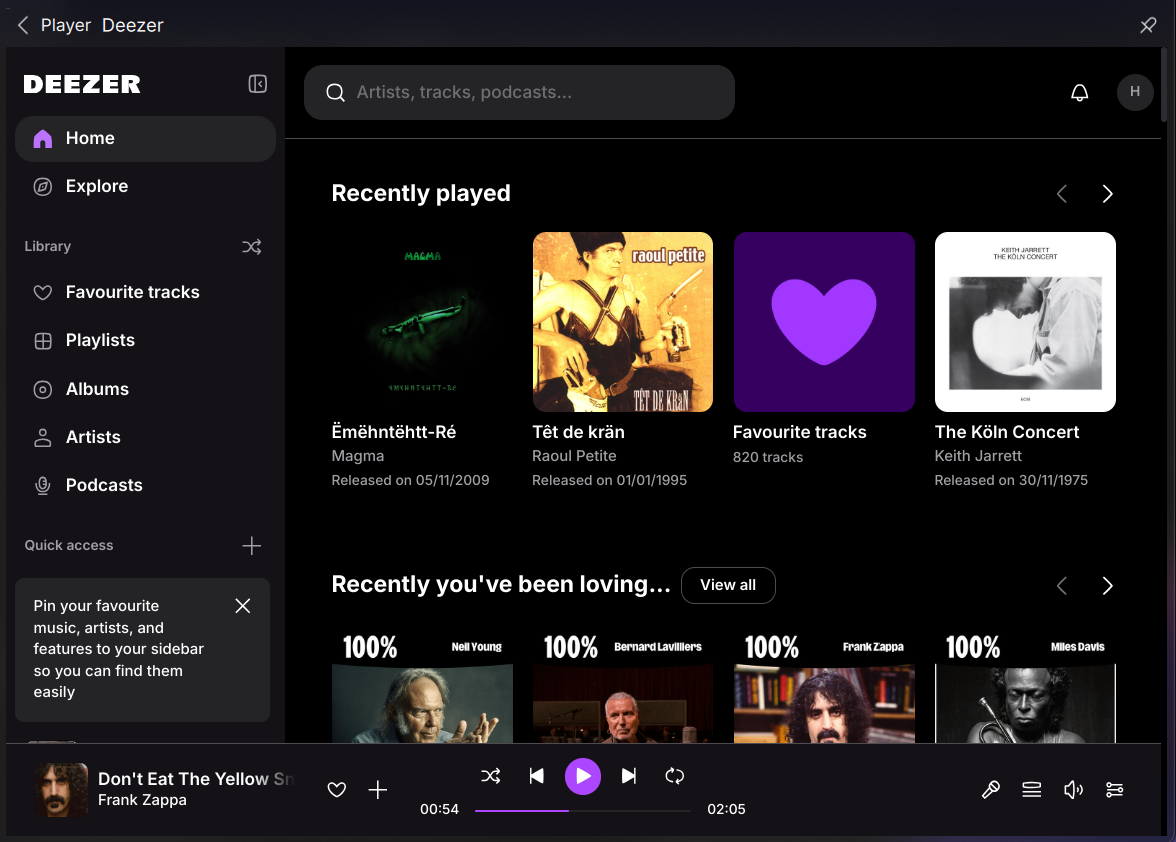 Player Deezer
DEEZER
Home
Explore
Library
Favourite tracks
Playlists
Albums
Artists
Podcasts
Quick access
Pin your favourite
music, artists, and
features to your sidebar
so you can find them
easily
Artists, tracks, podcasts...
H
Recently played
MAGMA
ËMËHNTËHTT-RÉ
Ëmëhntëhtt-Ré
Magma
Released on 05/11/2009
raoul petite
TÊT DE KRäN
Têt de krän
Raoul Petite
Released on 01/01/1995
Favourite tracks
820 tracks
KEITH JARRETT
THE KÖLN CONCERT
ECM
The Köln Concert
Keith Jarrett
Released on 30/11/1975
Recently you've been loving...
View all
100% Neil Young
100% Bernard Lavilliers
100% Frank Zappa
100% Miles Davis
Don't Eat The Yellow Sn
Frank Zappa
00:54
02:05